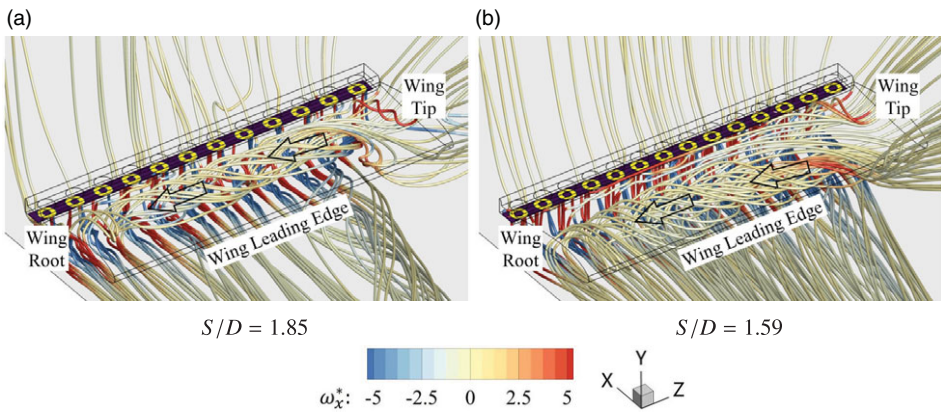 (a)
(b)
Wing
Tip
Wing
Root
Wing Leading Edge
Wing
Tip
Wing
Root
Wing Leading Edge
S/D = 1.85
S/D = 1.59
ω*x: -5 -2.5 0 2.5 5
Y
X
Z